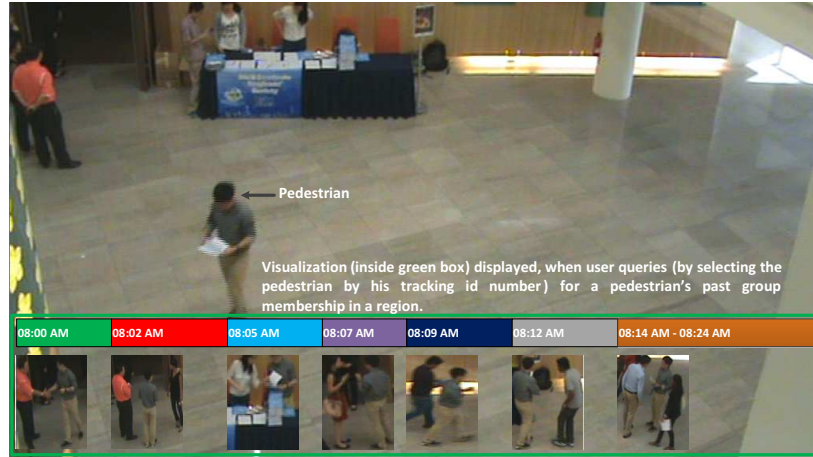 Pedestrian
Visualization (inside green box) displayed, when user queries (by selecting the
pedestrian by his tracking id number) for a pedestrian's past group
membership in a region.
08:00 AM 08:02 AM 08:05 AM 08:07 AM 08:09 AM 08:12 AM 08:14 AM - 08:24 AM